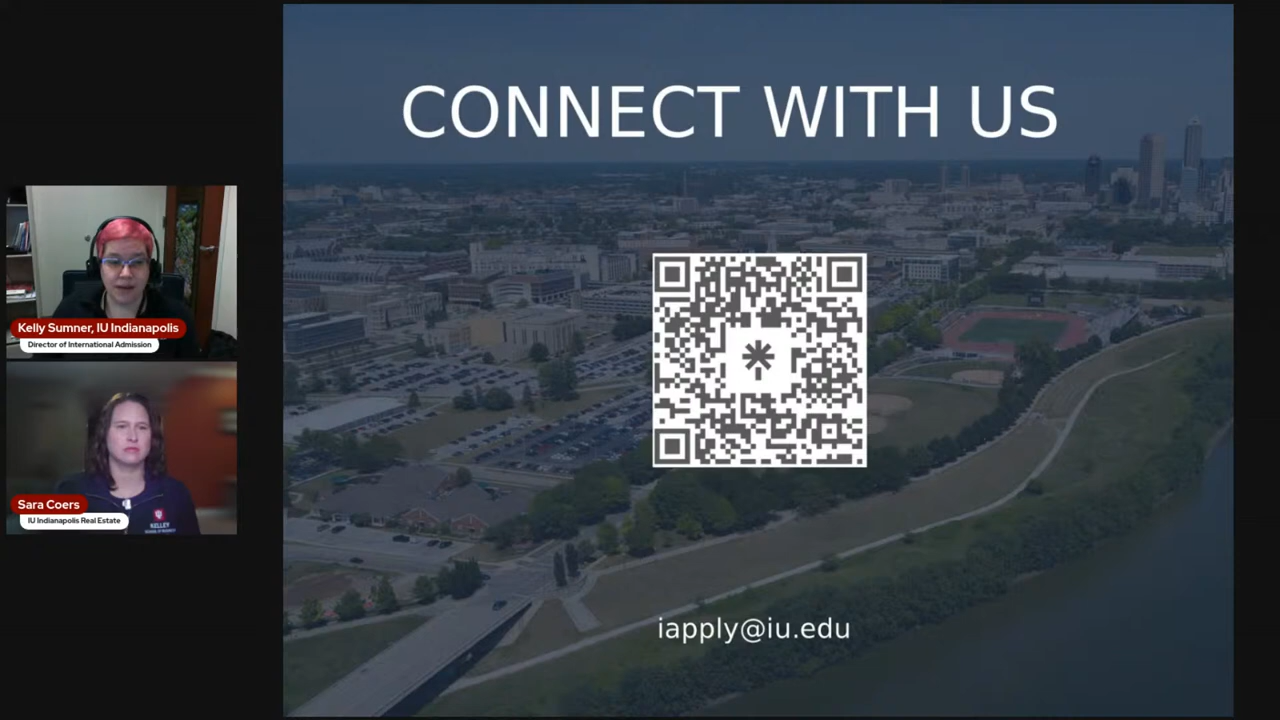 CONNECT WITH US
Kelly Sumner, IU Indianapolis
Director of International Admission
Sara Coers
IU Indianapolis Real Estate
KELLEY
iapply@iu.edu